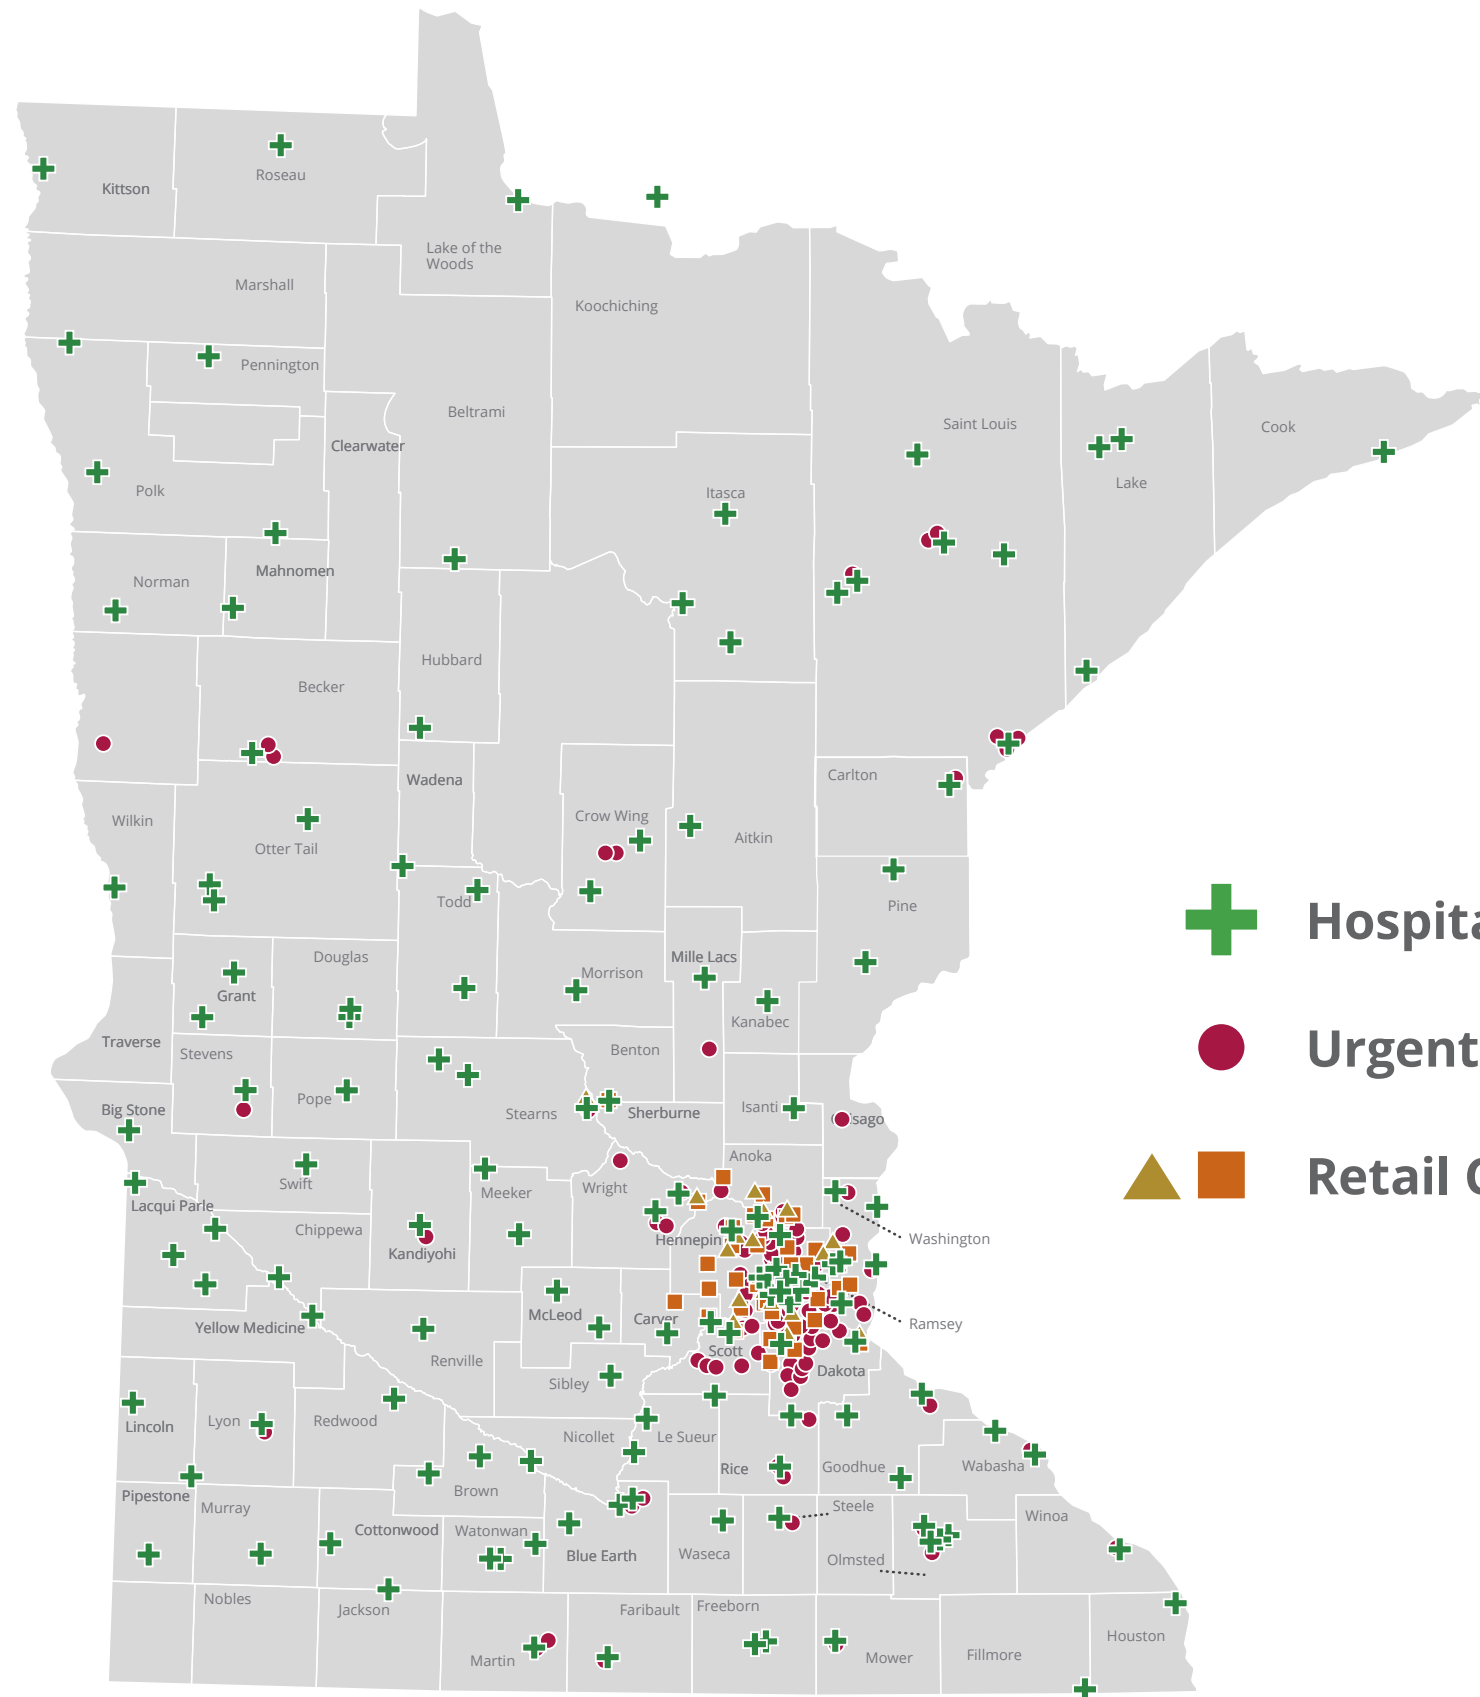 Kittson
Roseau
Lake of the
Woods
Marshall
Koochiching
Pennington
Beltrami
Saint Louis
Cook
Clearwater
Lake
Polk
Itasca
Mahnomen
Norman
Hubbard
Becker
Carlton
Wadena
Crow Wing
Wilkin
Aitkin
Otter Tail
Todd
Pine
Hospita
Douglas
Mille Lacs
Morrison
Grant
Kanabec
Traverse
Stevens
Benton
Urgent
Pope
Big Stone
Stearns
Sherburne
Isanti
sago
Anoka
Swift
Meeker
Wright
Retail
Lacqui Parle
Chippewa
Hennepin
Washington
Kandiyohi
McLeod
Carver
Ramsey
Yellow Medicine
Renville
Scott
Dakota
Sibley
Lincoln
Lyon
Redwood
Nicollet
Le Sueur
Rice
Goodhue
Wabasha
Pipestone
Brown
Murray
Steele
Winoa
Cottonwood
Watonwan
Blue Earth
Waseca
Olmsted
Nobles
Jackson
Faribault
Freeborn
Houston
Martin
Mower
Fillmore